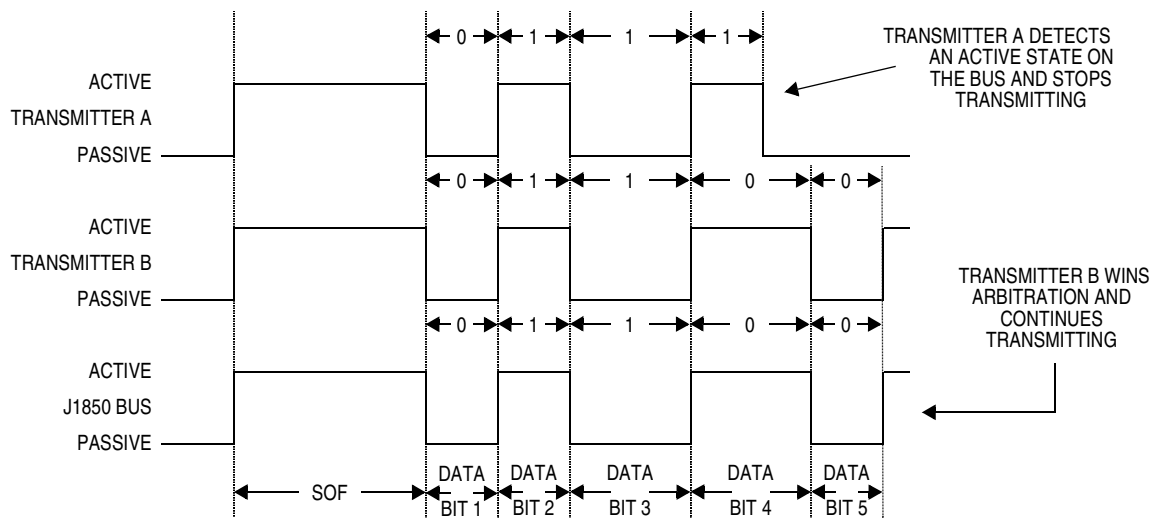 0 1 1 1
TRANSMITTER A DETECTS
AN ACTIVE STATE ON
THE BUS AND STOPS
TRANSMITTING
ACTIVE
TRANSMITTER A
PASSIVE
0 1 1 0 0
ACTIVE
TRANSMITTER B
PASSIVE
TRANSMITTER B WINS
ARBITRATION AND
CONTINUES
TRANSMITTING
0 1 1 0 0
ACTIVE
J1850 BUS
PASSIVE
SOF
DATA
BIT 1
DATA
BIT 2
DATA
BIT 3
DATA
BIT 4
DATA
BIT 5